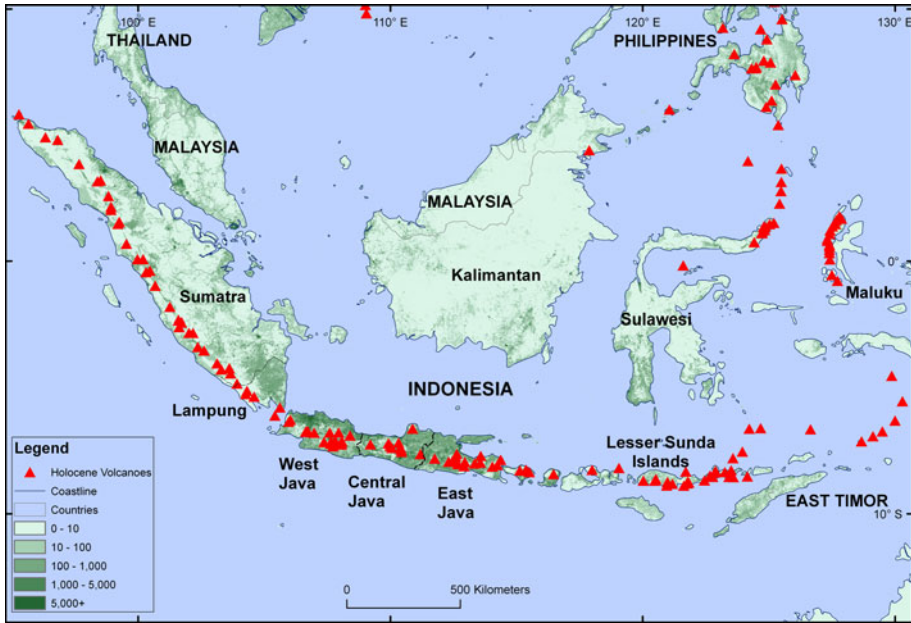 100° E
110° E
120° E
130° E
THAILAND
PHILIPPINES
MALAYSIA
MALAYSIA
0°
Kalimantan
Sumatra
Maluku
Sulawesi
INDONESIA
Lampung
Lesser Sunda
Islands
West
Java
Central
Java
East
Java
EAST TIMOR
10° S
Legend
Holocene Volcanoes
Coastline
Countries
0 - 10
10 - 100
100 - 1,000
1,000 - 5,000
5,000+
0
500 Kilometers